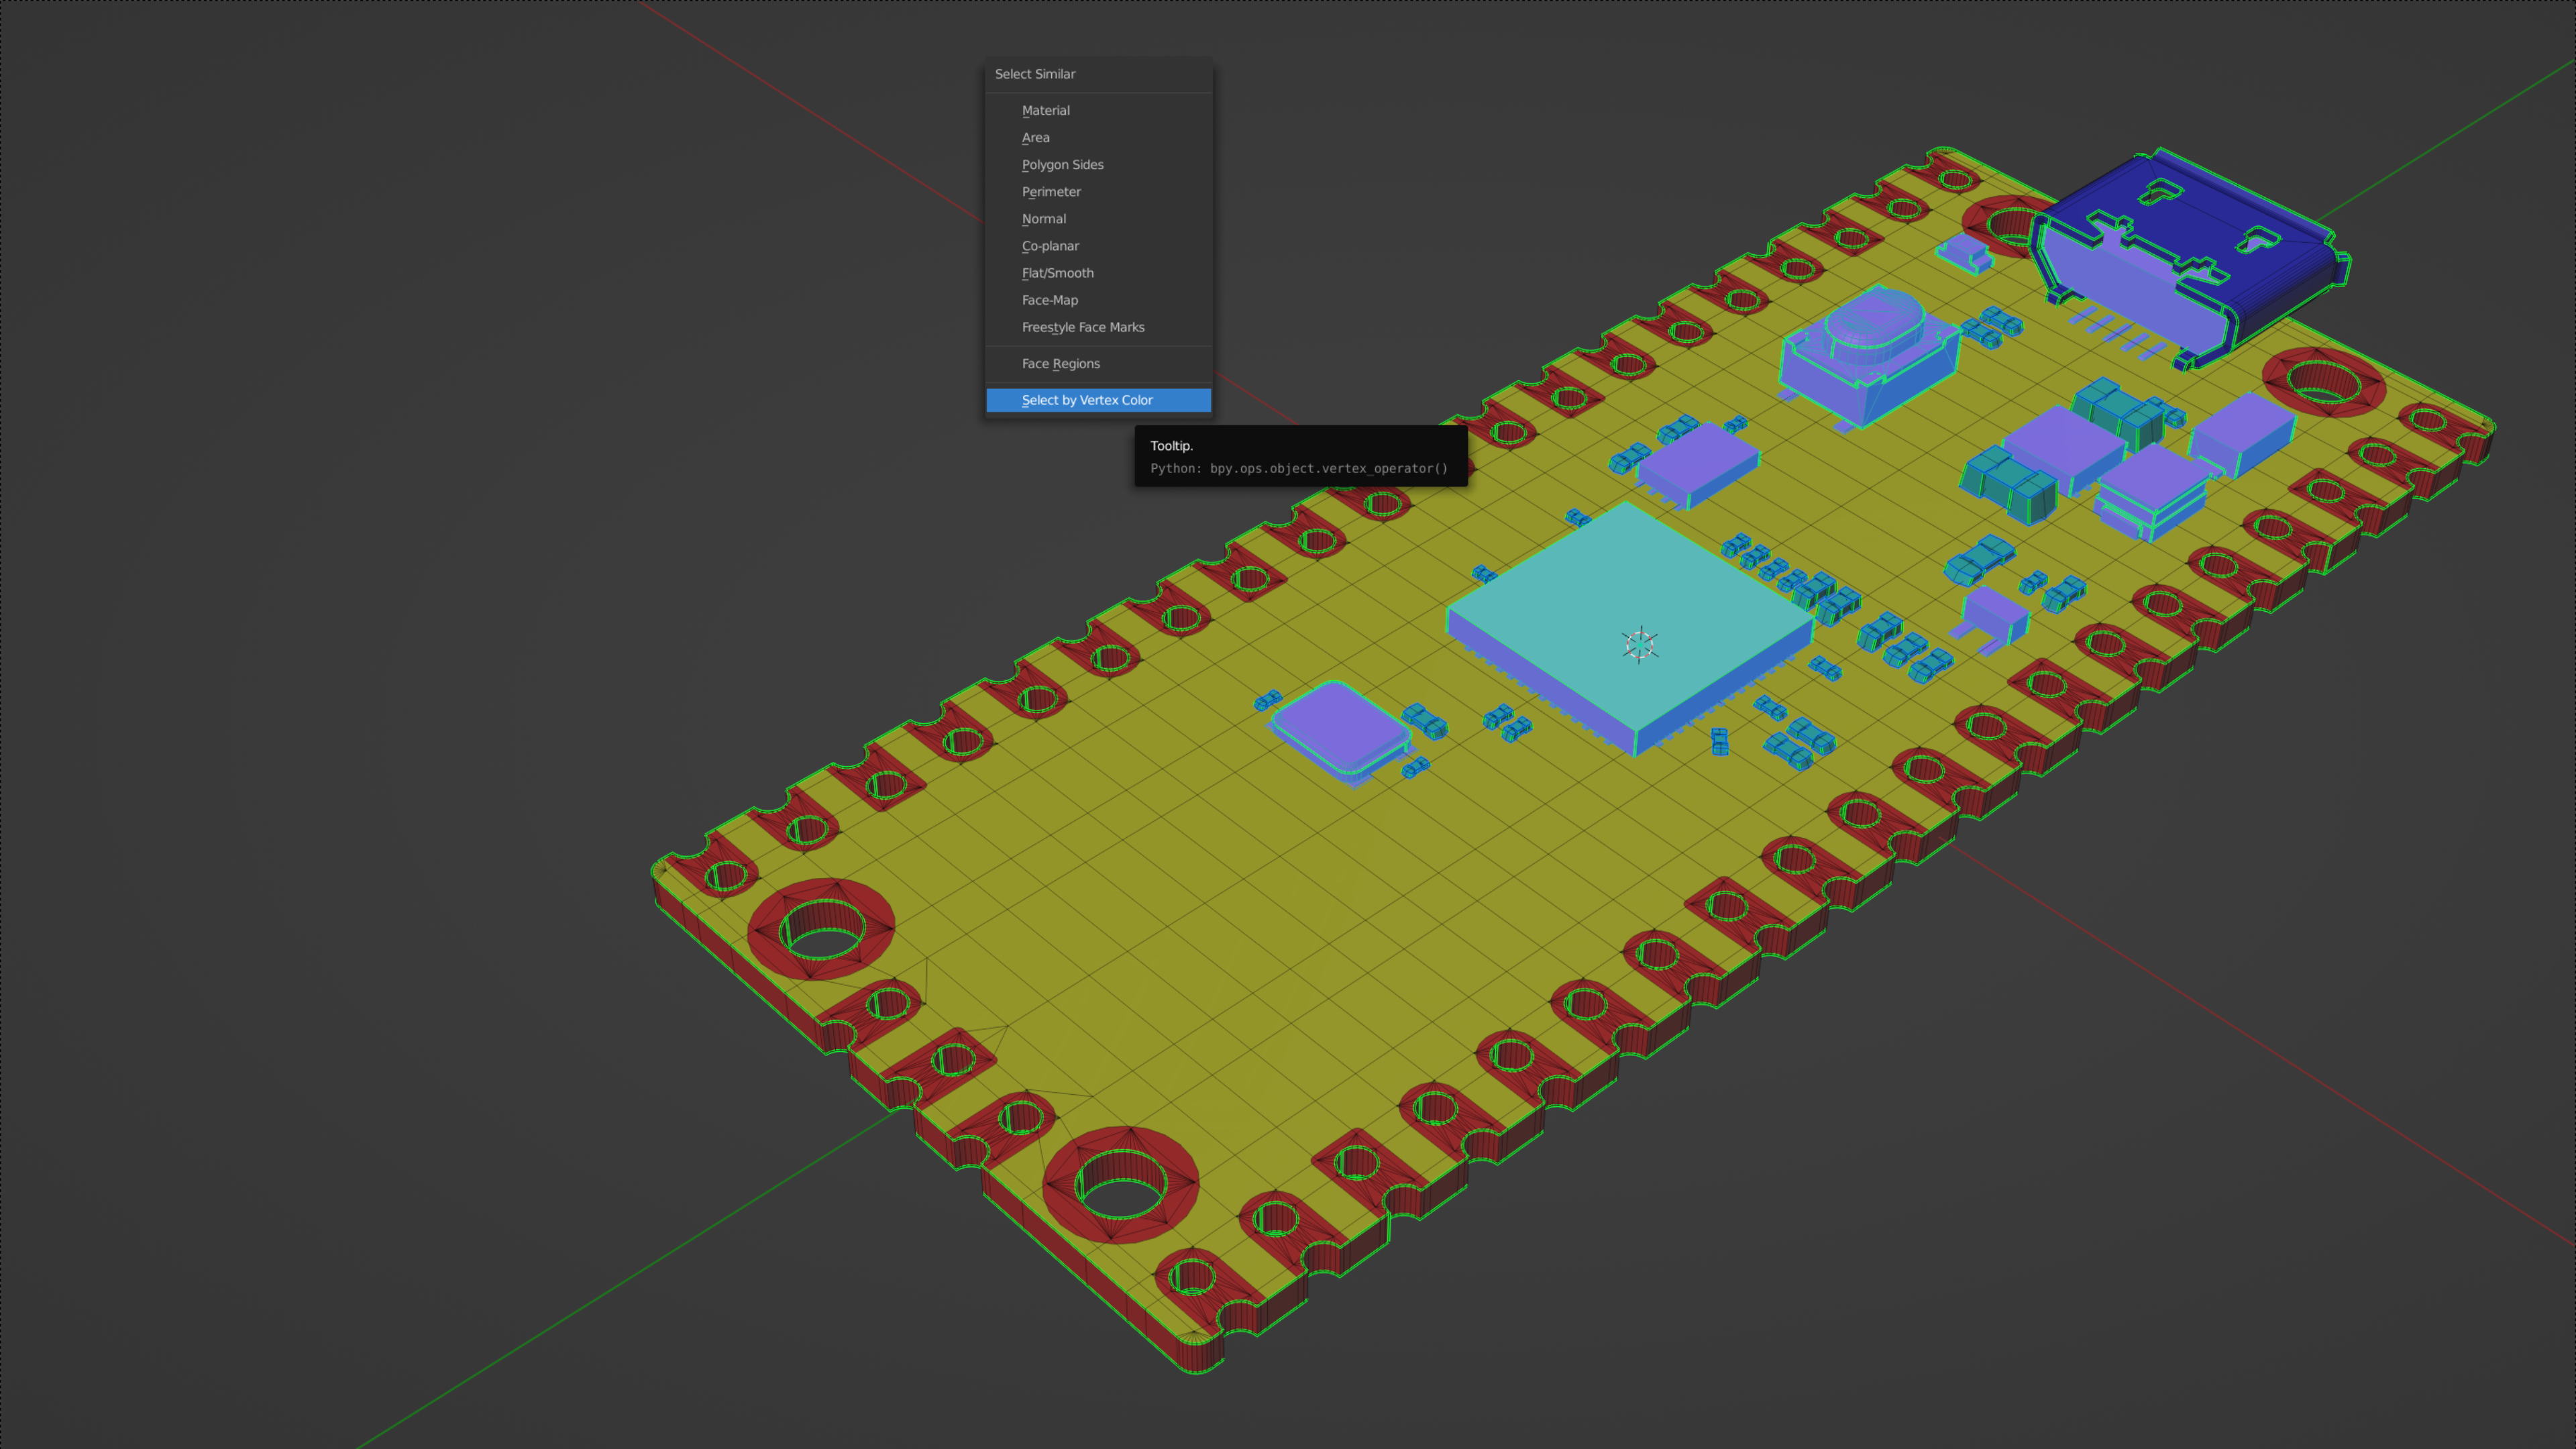 Select Similar
Material
Area
Polygon Sides
Perimeter
Normal
Co-planar
Flat/Smooth
Face-Map
Freestyle Face Marks
Face Regions
Select by Vertex Color
Tooltip.
Python: bpy.ops.object.vertex_operator()